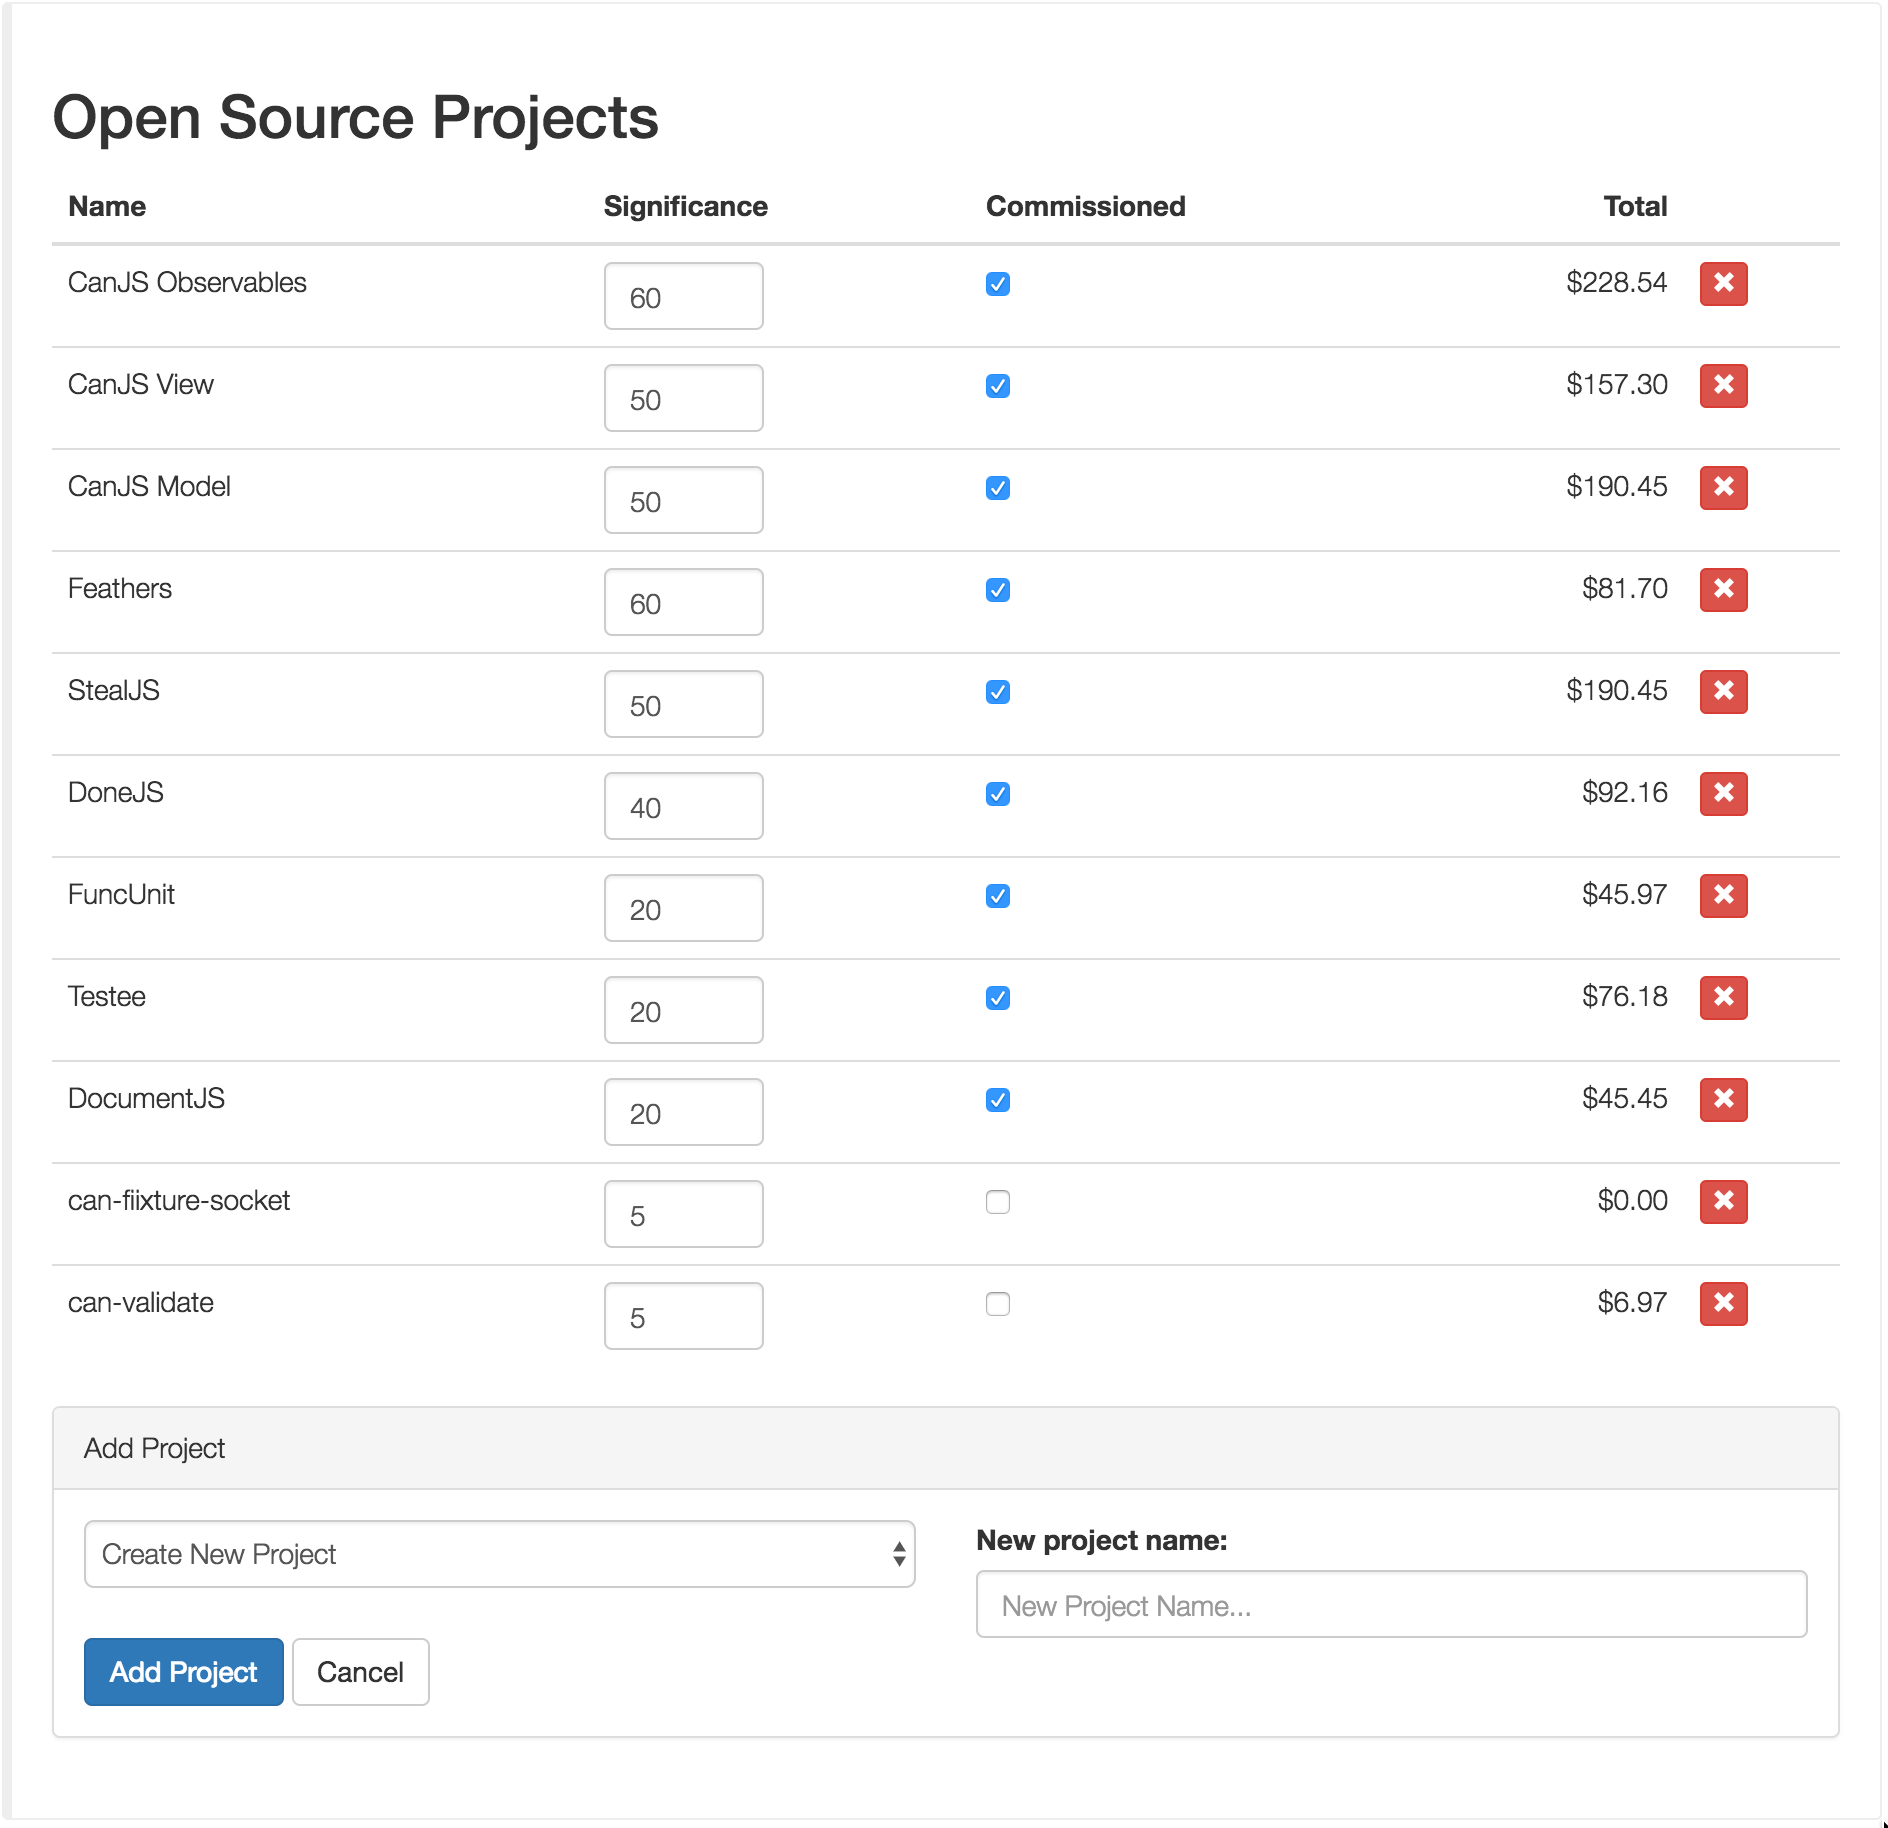 Open Source Projects
Name Significance Commissioned Total
CanJS Observables 60 $228.54
CanJS View 50 $157.30
CanJS Model 50 $190.45
Feathers 60 $81.70
StealJS 50 $190.45
DoneJS 40 $92.16
FuncUnit 20 $45.97
Testee 20 $76.18
DocumentJS 20 $45.45
can-fiixture-socket 5 $0.00
can-validate 5 $6.97
Add Project
New project name:
Create New Project
New Project Name...
Add Project Cancel